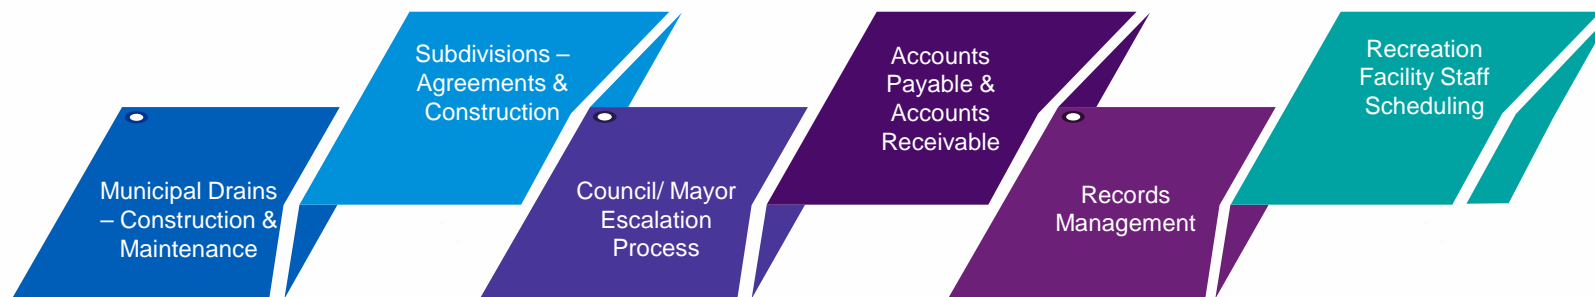 Municipal Drains
– Construction &
Maintenance
Subdivisions –
Agreements &
Construction
Council/ Mayor
Escalation
Process
Accounts
Payable &
Accounts
Receivable
Records
Management
Recreation
Facility Staff
Scheduling